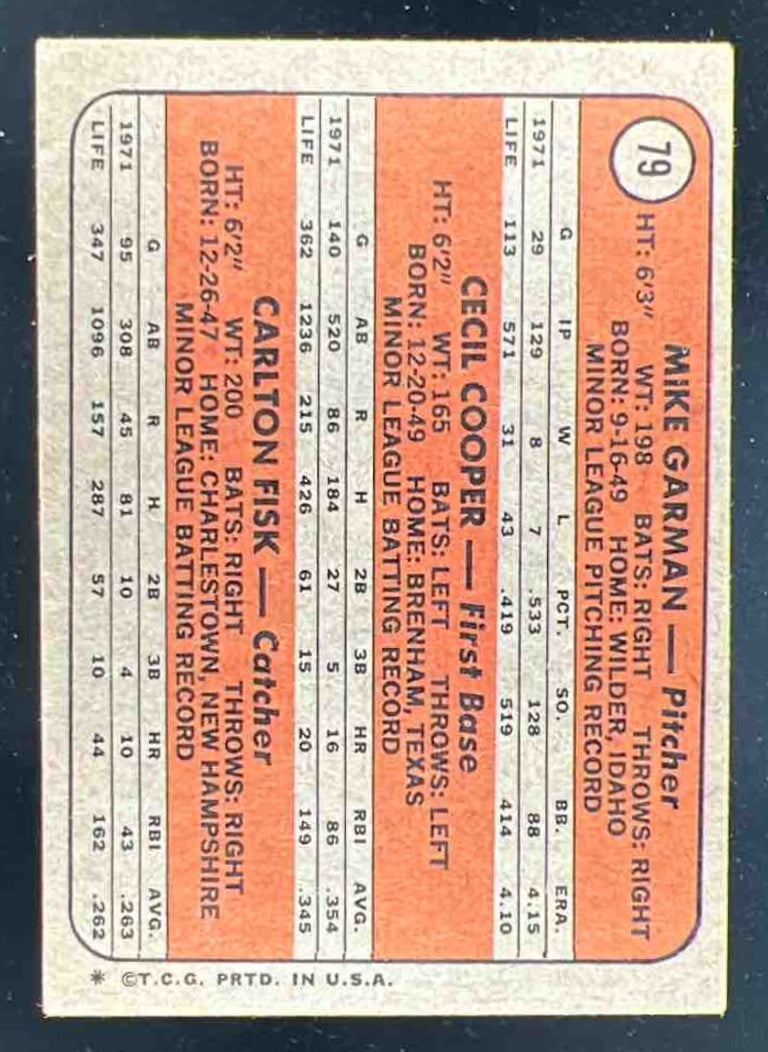 79
MIKE GARMAN — Pitcher
HT: 6'3" WT: 198 BATS: RIGHT THROWS: RIGHT
BORN: 9-16-49 HOME: WILDER, IDAHO
MINOR LEAGUE PITCHING RECORD
G IP W L PCT. SO. BB. ERA.
1971 29 129 8 7 .533 128 88 4.15
LIFE 113 571 31 43 .419 519 414 4.10
CECIL COOPER — First Base
HT: 6'2" WT: 165 BATS: LEFT THROWS: LEFT
BORN: 12-20-49 HOME: BRENHAM, TEXAS
MINOR LEAGUE BATTING RECORD
G AB R H 2B 3B HR RBI AVG.
1971 140 520 86 184 27 5 16 86 .354
LIFE 362 1236 215 426 61 15 20 149 .345
CARLTON FISK — Catcher
HT: 6'2" WT: 200 BATS: RIGHT THROWS: RIGHT
BORN: 12-26-47 HOME: CHARLESTOWN, NEW HAMPSHIRE
MINOR LEAGUE BATTING RECORD
G AB R H 2B 3B HR RBI AVG.
1971 95 308 45 81 10 4 10 43 .263
LIFE 347 1096 157 287 57 10 44 162 .262
* ©T.C.G. PRTD. IN U.S.A.